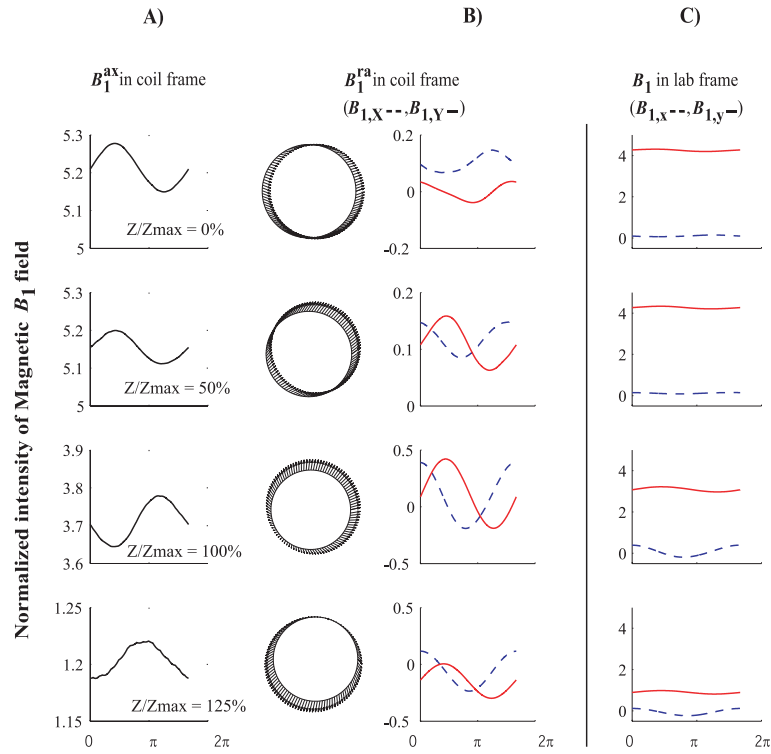 A)
B)
C)
B₁ᵃˣ in coil frame
B₁ʳᵃ in coil frame
(B₁,X - -, B₁,Y –)
B₁ in lab frame
(B₁,x - -, B₁,y –)
Normalized intensity of Magnetic B₁ field
5.3
5.2
5.1
5
Z/Zmax = 0%
0.2
0
-0.2
4
2
0
5.3
5.2
5.1
5
Z/Zmax = 50%
0.2
0.1
0
4
2
0
3.9
3.8
3.7
3.6
Z/Zmax = 100%
0.5
0
-0.5
4
2
0
1.25
1.2
1.15
Z/Zmax = 125%
0.5
0
-0.5
4
2
0
0 π 2π
0 π 2π
0 π 2π